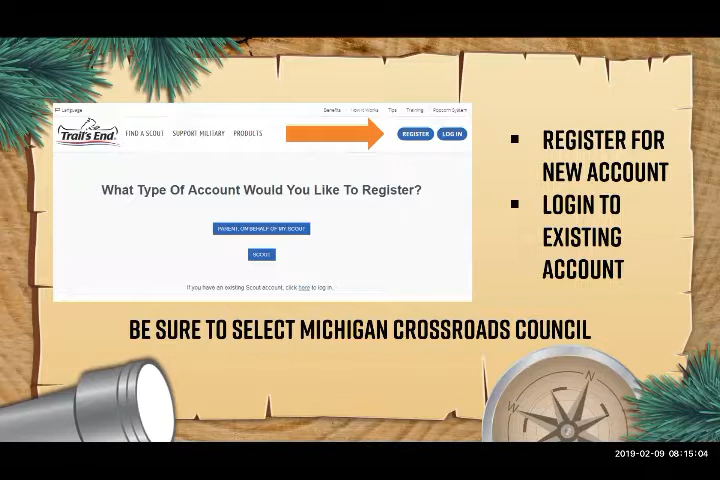 Language
Benefits How It Works Tips Training Popcorn System
Trail's End FIND A SCOUT SUPPORT MILITARY PRODUCTS REGISTER LOG IN
What Type Of Account Would You Like To Register?
PARENT, ON BEHALF OF MY SCOUT
SCOUT
If you have an existing Scout account, click here to log in.
▪ REGISTER FOR
NEW ACCOUNT
▪ LOGIN TO
EXISTING
ACCOUNT
BE SURE TO SELECT MICHIGAN CROSSROADS COUNCIL
N
W
2019-02-09 08:15:04